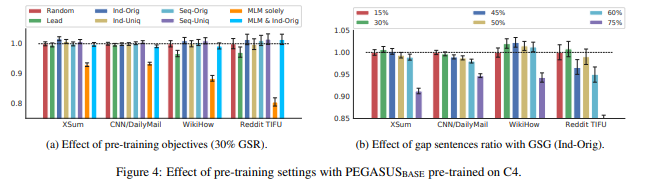 Random
Ind-Orig
Seq-Orig
MLM solely
Lead
Ind-Uniq
Seq-Uniq
MLM & Ind-Orig
1.0
0.9
0.8
XSum
CNN/DailyMail
WikiHow
Reddit TIFU
(a) Effect of pre-training objectives (30% GSR).
15%
45%
60%
30%
50%
75%
1.05
1.00
0.95
0.90
0.85
XSum
CNN/DailyMail
WikiHow
Reddit TIFU
(b) Effect of gap sentences ratio with GSG (Ind-Orig).
Figure 4: Effect of pre-training settings with PEGASUSBASE pre-trained on C4.